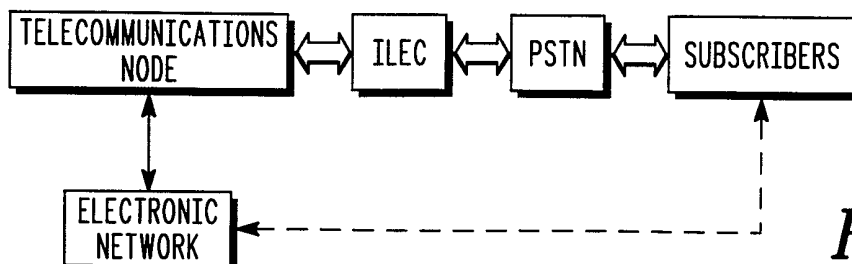 TELECOMMUNICATIONS
NODE
ILEC
PSTN
SUBSCRIBERS
ELECTRONIC
NETWORK